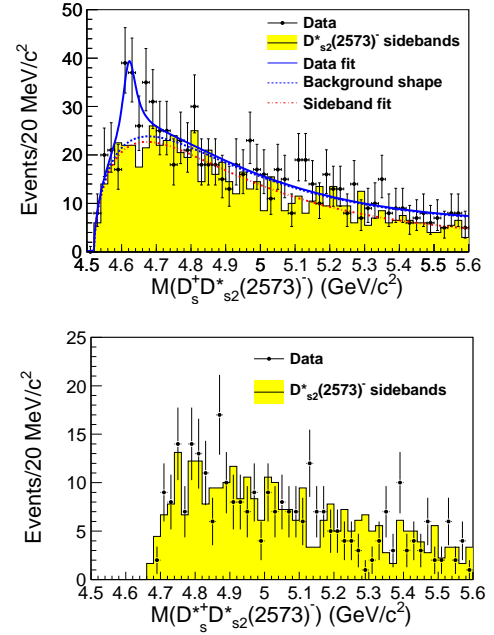 Events/20 MeV/c²
50
40
30
20
10
0
Data
D*s2(2573)⁻ sidebands
Data fit
Background shape
Sideband fit
4.5 4.6 4.7 4.8 4.9 5 5.1 5.2 5.3 5.4 5.5 5.6
M(Ds⁺D*s2(2573)⁻) (GeV/c²)
Events/20 MeV/c²
25
20
15
10
5
0
Data
D*s2(2573)⁻ sidebands
4.5 4.6 4.7 4.8 4.9 5 5.1 5.2 5.3 5.4 5.5 5.6
M(Ds*⁺D*s2(2573)⁻) (GeV/c²)